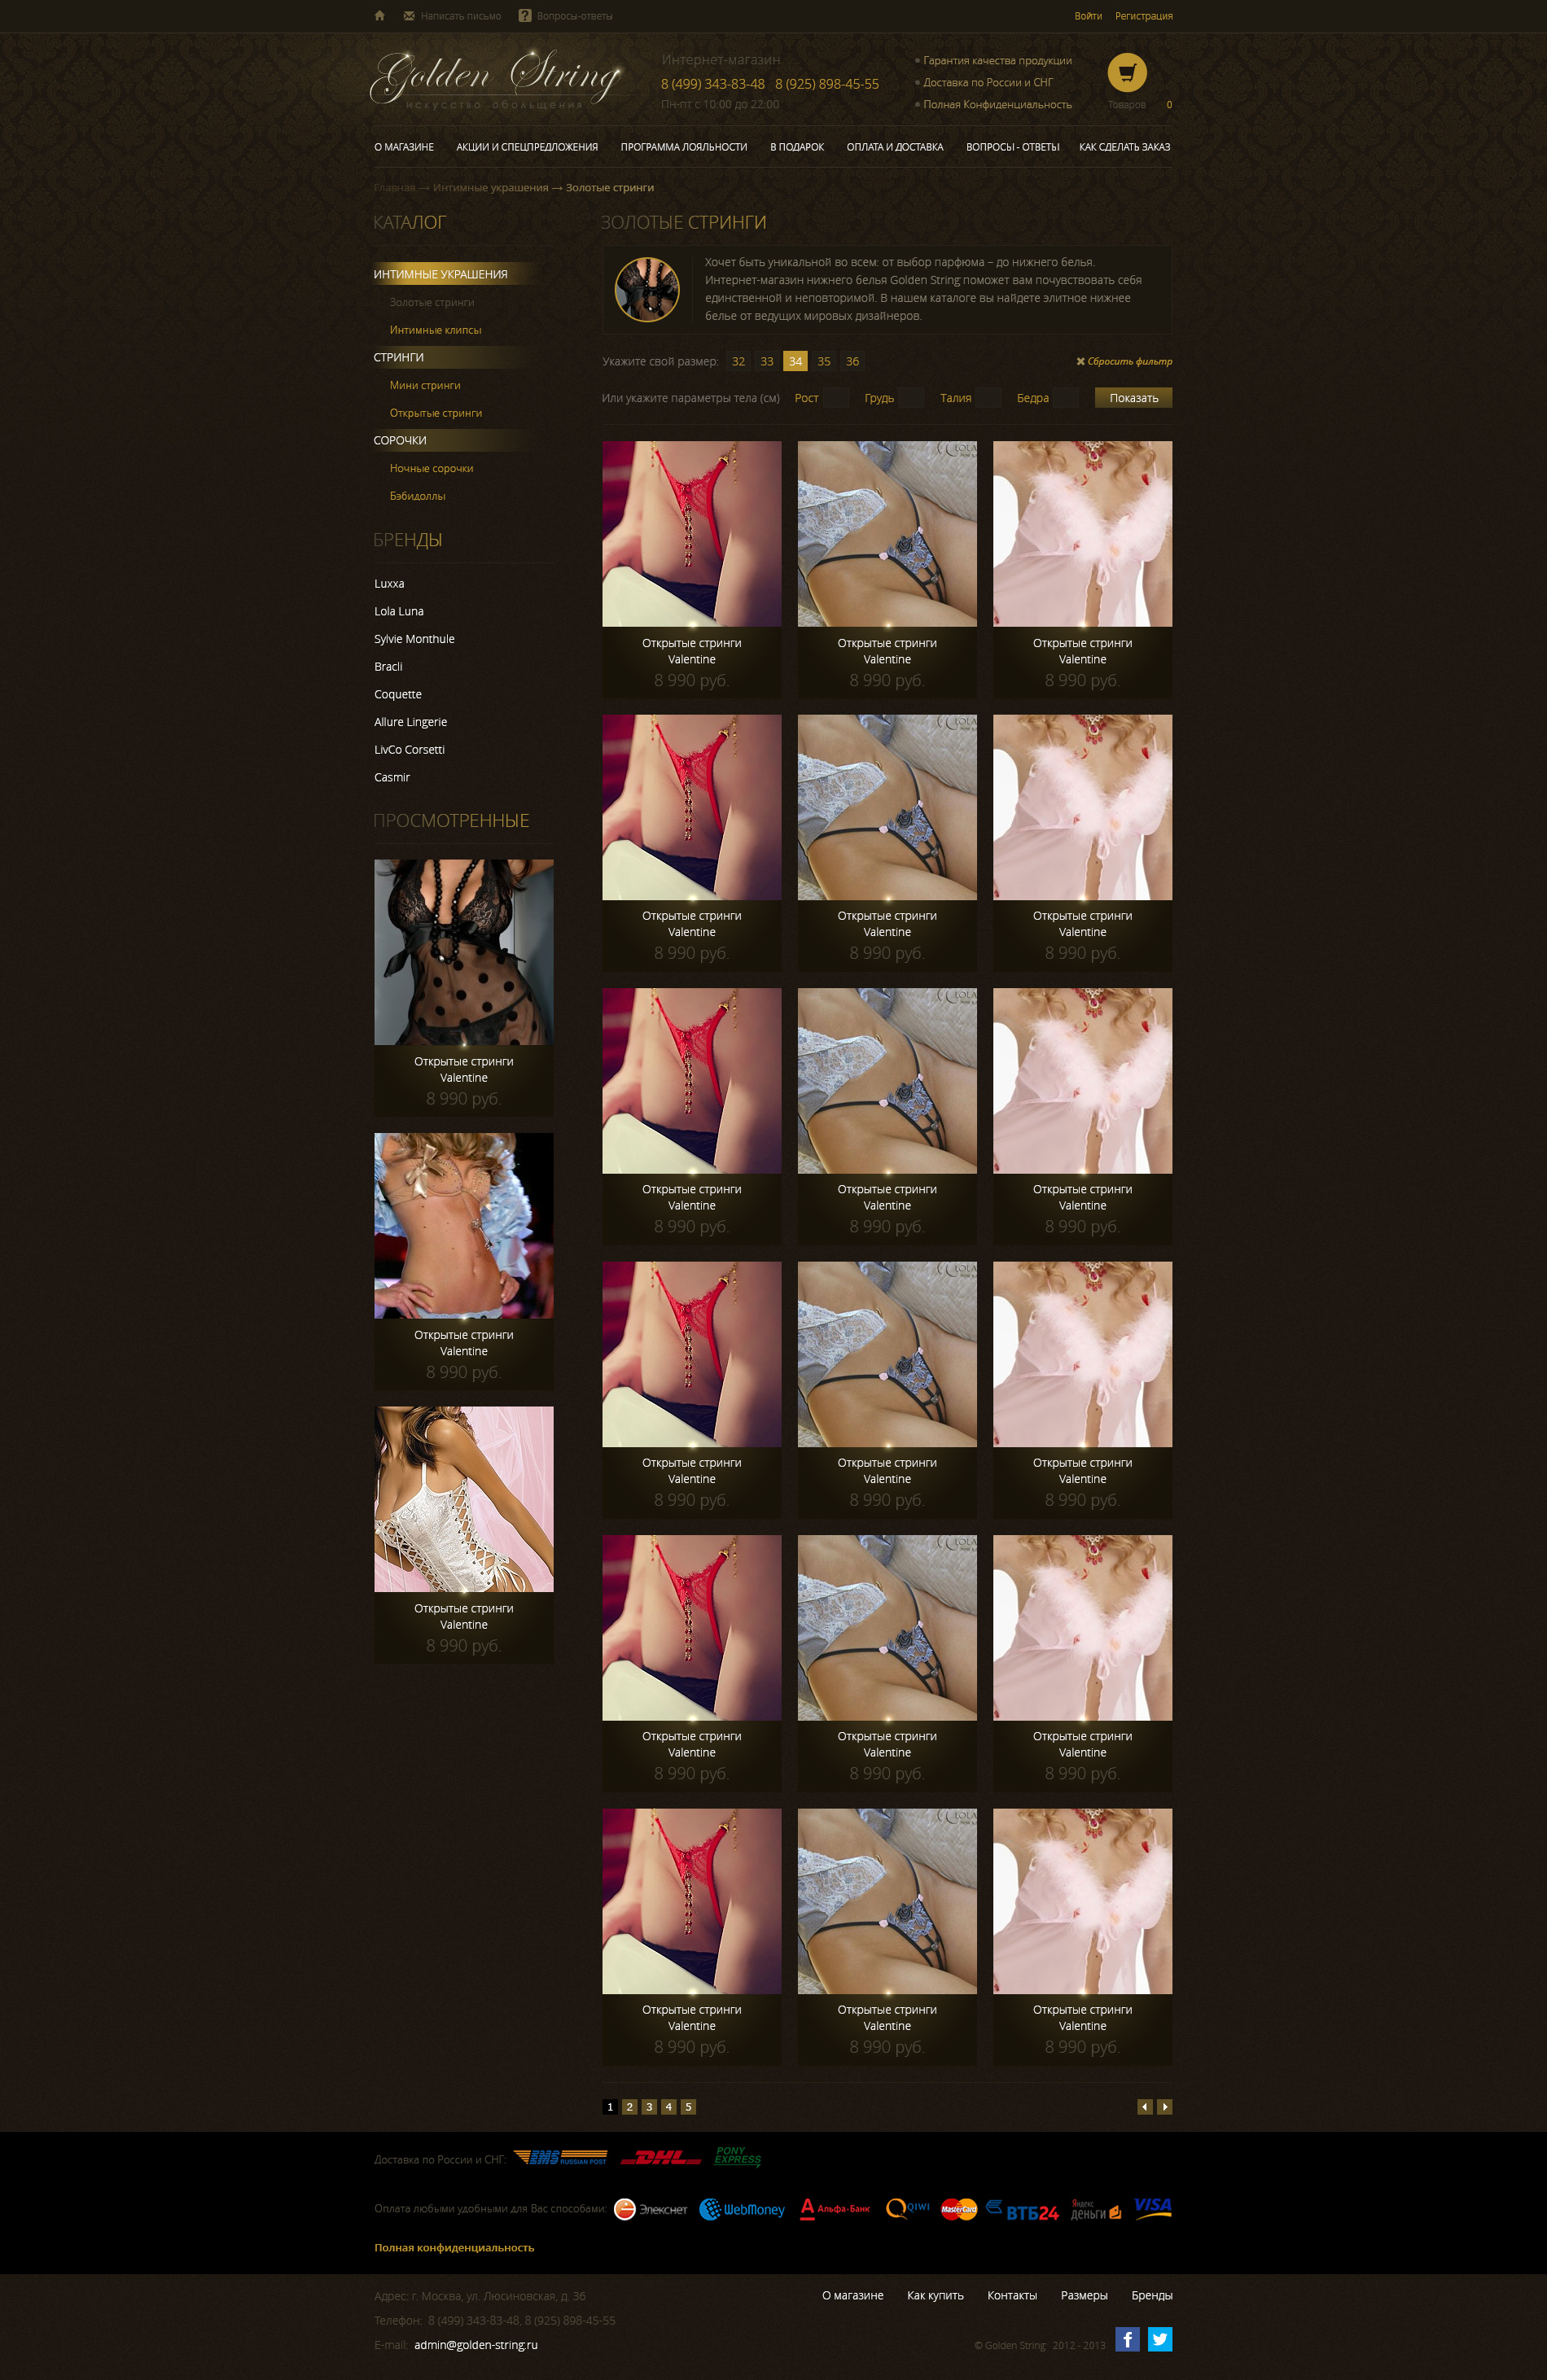 Написать письмо Вопросы-ответы Войти Регистрация
Golden String
искусство обольщения
Интернет-магазин
8 (499) 343-83-48 8 (925) 898-45-55
Пн-пт с 10:00 до 22:00
Гарантия качества продукции
Доставка по России и СНГ
Полная Конфиденциальность
Товаров 0
О МАГАЗИНЕ АКЦИИ И СПЕЦПРЕДЛОЖЕНИЯ ПРОГРАММА ЛОЯЛЬНОСТИ В ПОДАРОК ОПЛАТА И ДОСТАВКА ВОПРОСЫ - ОТВЕТЫ КАК СДЕЛАТЬ ЗАКАЗ
Главная → Интимные украшения → Золотые стринги
КАТАЛОГ
ИНТИМНЫЕ УКРАШЕНИЯ
Золотые стринги
Интимные клипсы
СТРИНГИ
Мини стринги
Открытые стринги
СОРОЧКИ
Ночные сорочки
Бэбидоллы
БРЕНДЫ
Luxxa
Lola Luna
Sylvie Monthule
Bracli
Coquette
Allure Lingerie
LivCo Corsetti
Casmir
ПРОСМОТРЕННЫЕ
Открытые стринги
Valentine
8 990 руб.
Открытые стринги
Valentine
8 990 руб.
Открытые стринги
Valentine
8 990 руб.
ЗОЛОТЫЕ СТРИНГИ
Хочет быть уникальной во всем: от выбор парфюма – до нижнего белья.
Интернет-магазин нижнего белья Golden String поможет вам почувствовать себя
единственной и неповторимой. В нашем каталоге вы найдете элитное нижнее
белье от ведущих мировых дизайнеров.
Укажите свой размер: 32 33 34 35 36 Сбросить фильтр
Или укажите параметры тела (см) Рост Грудь Талия Бедра Показать
Открытые стринги Открытые стринги Открытые стринги
Valentine Valentine Valentine
8 990 руб. 8 990 руб. 8 990 руб.
Открытые стринги Открытые стринги Открытые стринги
Valentine Valentine Valentine
8 990 руб. 8 990 руб. 8 990 руб.
Открытые стринги Открытые стринги Открытые стринги
Valentine Valentine Valentine
8 990 руб. 8 990 руб. 8 990 руб.
Открытые стринги Открытые стринги Открытые стринги
Valentine Valentine Valentine
8 990 руб. 8 990 руб. 8 990 руб.
Открытые стринги Открытые стринги Открытые стринги
Valentine Valentine Valentine
8 990 руб. 8 990 руб. 8 990 руб.
Открытые стринги Открытые стринги Открытые стринги
Valentine Valentine Valentine
8 990 руб. 8 990 руб. 8 990 руб.
1 2 3 4 5
Доставка по России и СНГ: EMS RUSSIAN POST DHL PONY EXPRESS
Оплата любыми удобными для Вас способами: Элекснет WebMoney Альфа-Банк QIWI MasterCard ВТБ24 Яндекс деньги VISA
Полная конфиденциальность
Адрес: г. Москва, ул. Люсиновская, д. 36
Телефон: 8 (499) 343-83-48, 8 (925) 898-45-55
E-mail: admin@golden-string.ru
О магазине Как купить Контакты Размеры Бренды
© Golden String 2012 - 2013